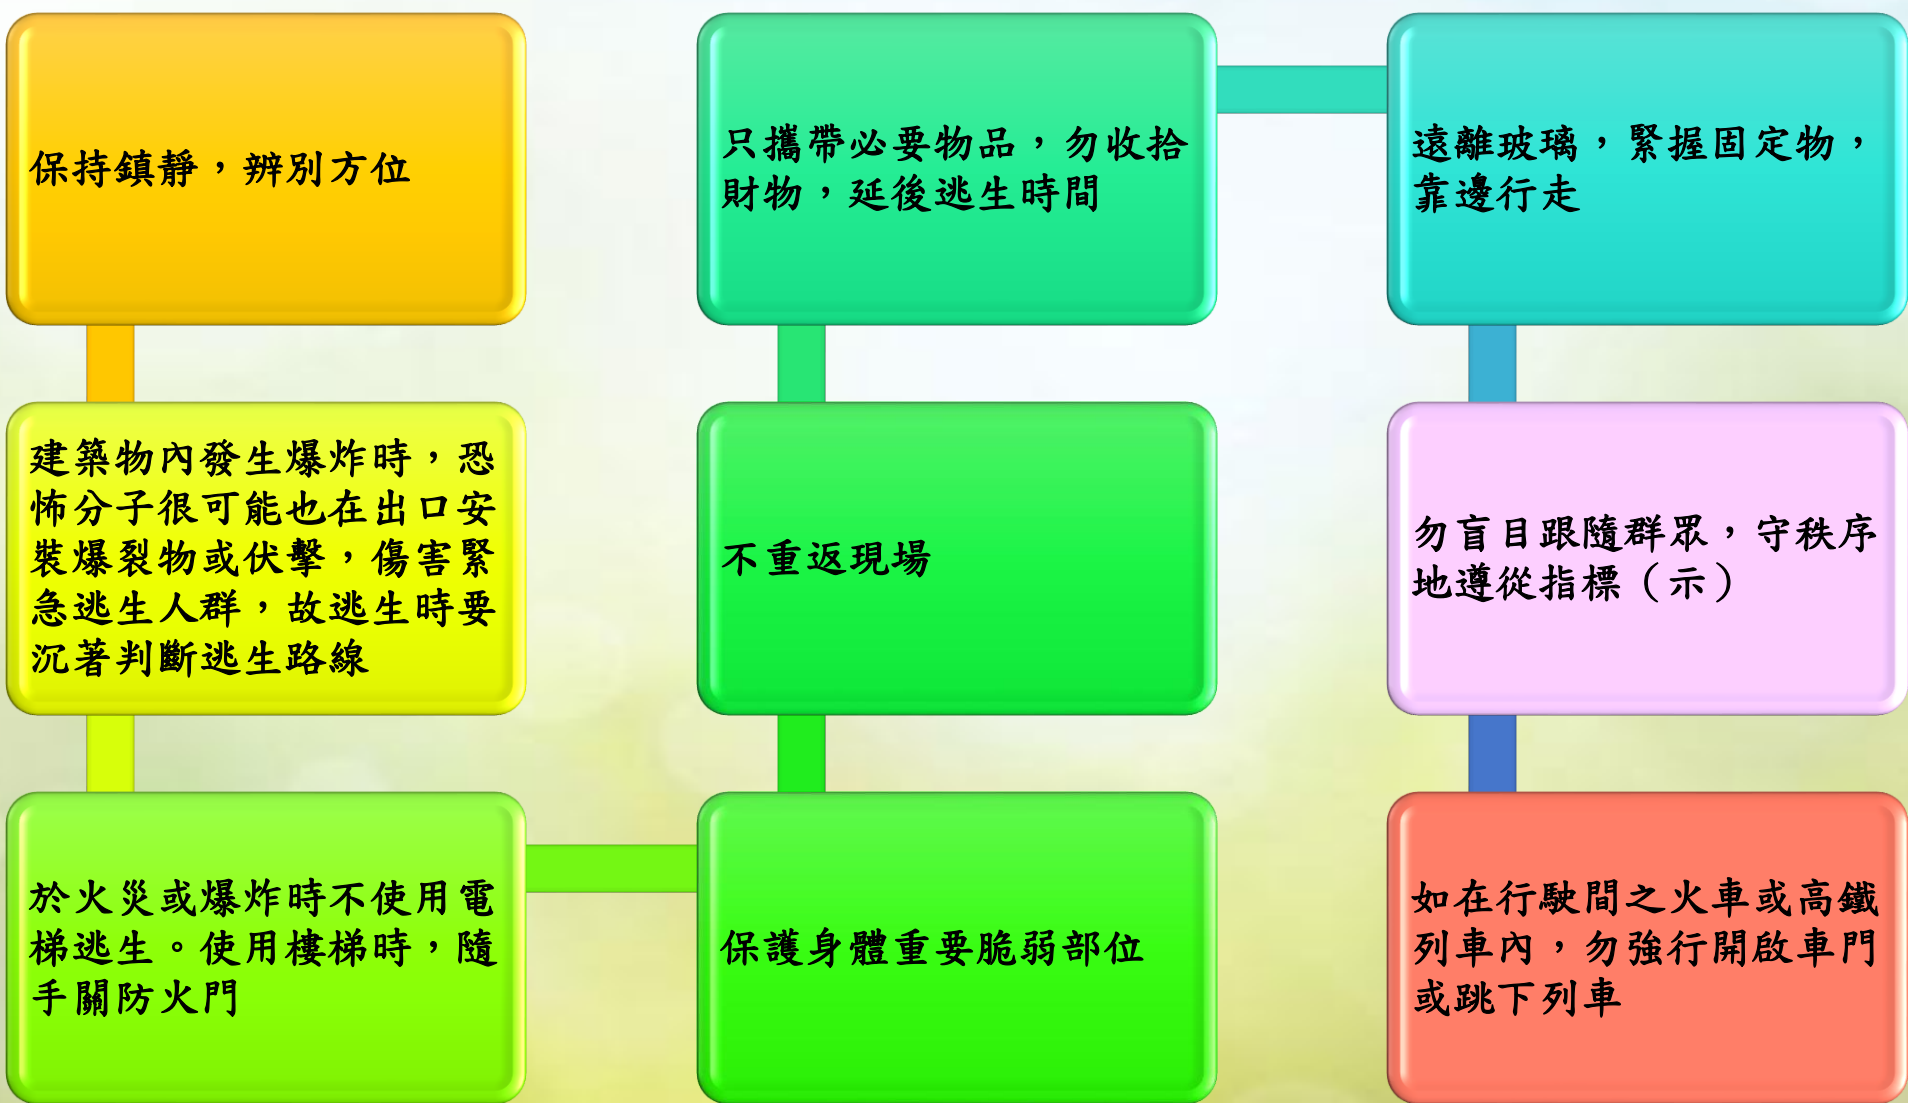 保持鎮靜，辨別方位
建築物內發生爆炸時，恐
怖分子很可能也在出口安
裝爆裂物或伏擊，傷害緊
急逃生人群，故逃生時要
沉著判斷逃生路線
於火災或爆炸時不使用電
梯逃生。使用樓梯時，隨
手關防火門
保護身體重要脆弱部位
不重返現場
只攜帶必要物品，勿收拾
財物，延後逃生時間
遠離玻璃，緊握固定物，
靠邊行走
勿盲目跟隨群眾，守秩序
地遵從指標（示）
如在行駛間之火車或高鐵
列車內，勿強行開啟車門
或跳下列車